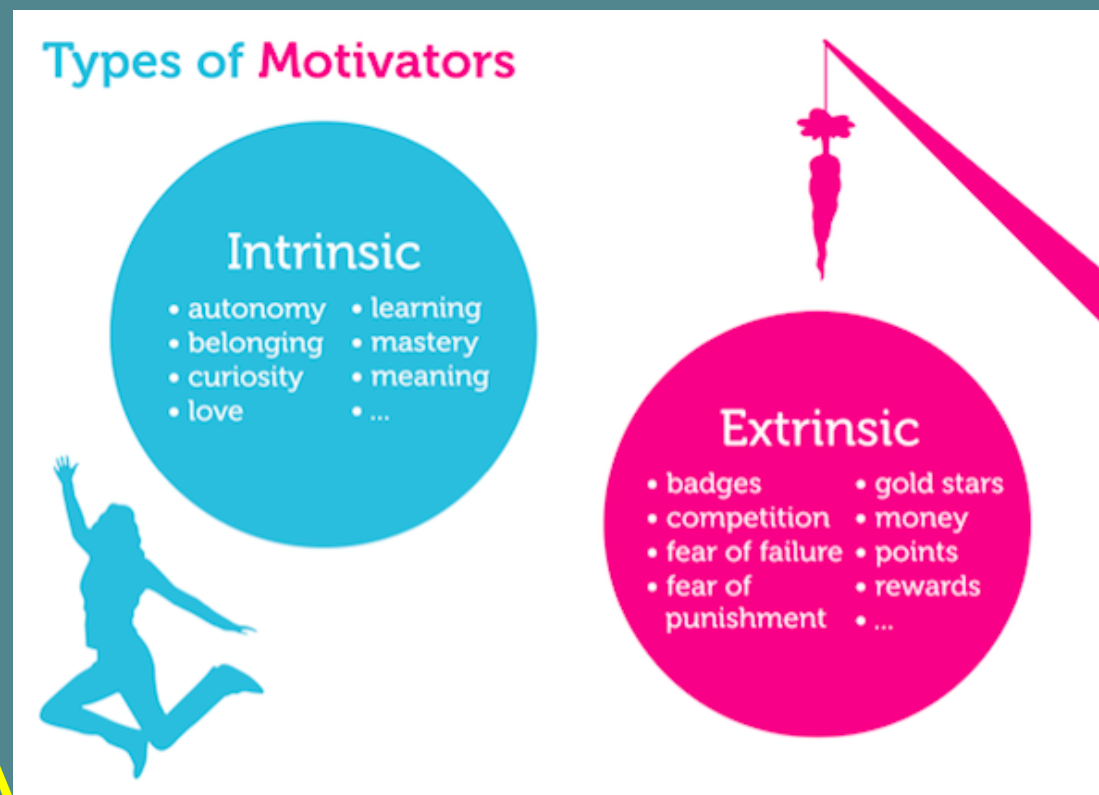 Types of Motivators
Intrinsic
• autonomy • learning
• belonging • mastery
• curiosity • meaning
• love • ...
Extrinsic
• badges • gold stars
• competition • money
• fear of failure • points
• fear of • rewards
punishment • ...